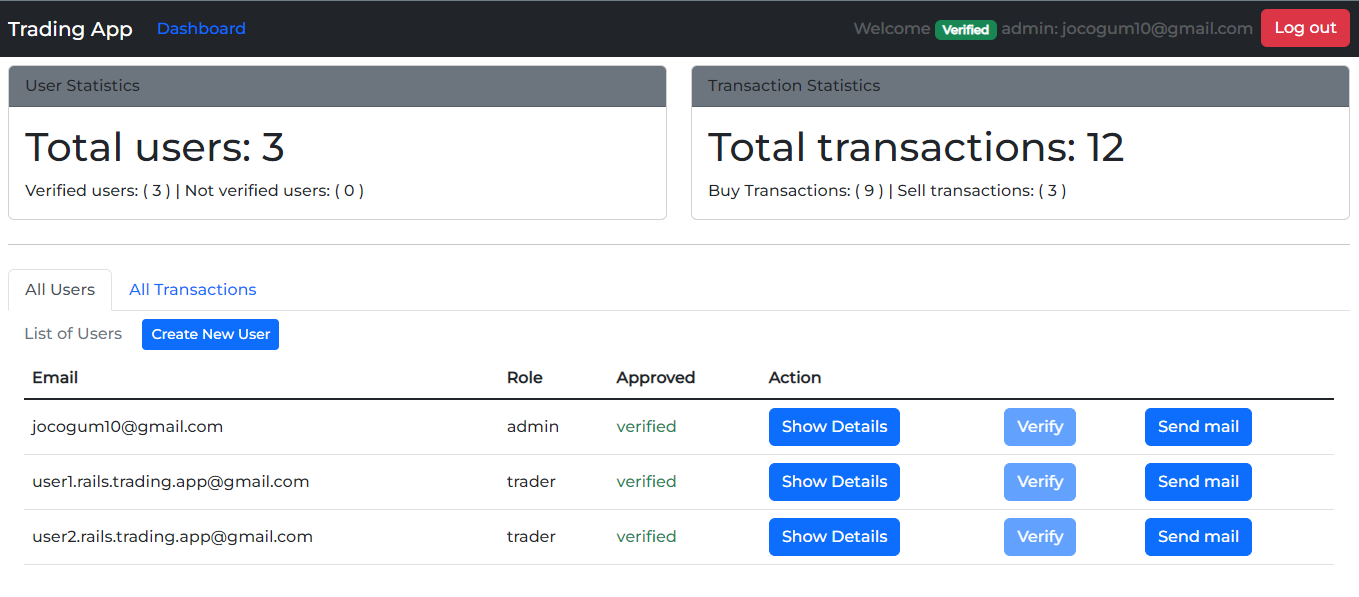 Trading App Dashboard Welcome Verified admin: jocogum10@gmail.com Log out
User Statistics
Total users: 3
Verified users: ( 3 ) | Not verified users: ( 0 )
Transaction Statistics
Total transactions: 12
Buy Transactions: ( 9 ) | Sell transactions: ( 3 )
All Users All Transactions
List of Users Create New User
Email Role Approved Action
jocogum10@gmail.com admin verified Show Details Verify Send mail
user1.rails.trading.app@gmail.com trader verified Show Details Verify Send mail
user2.rails.trading.app@gmail.com trader verified Show Details Verify Send mail